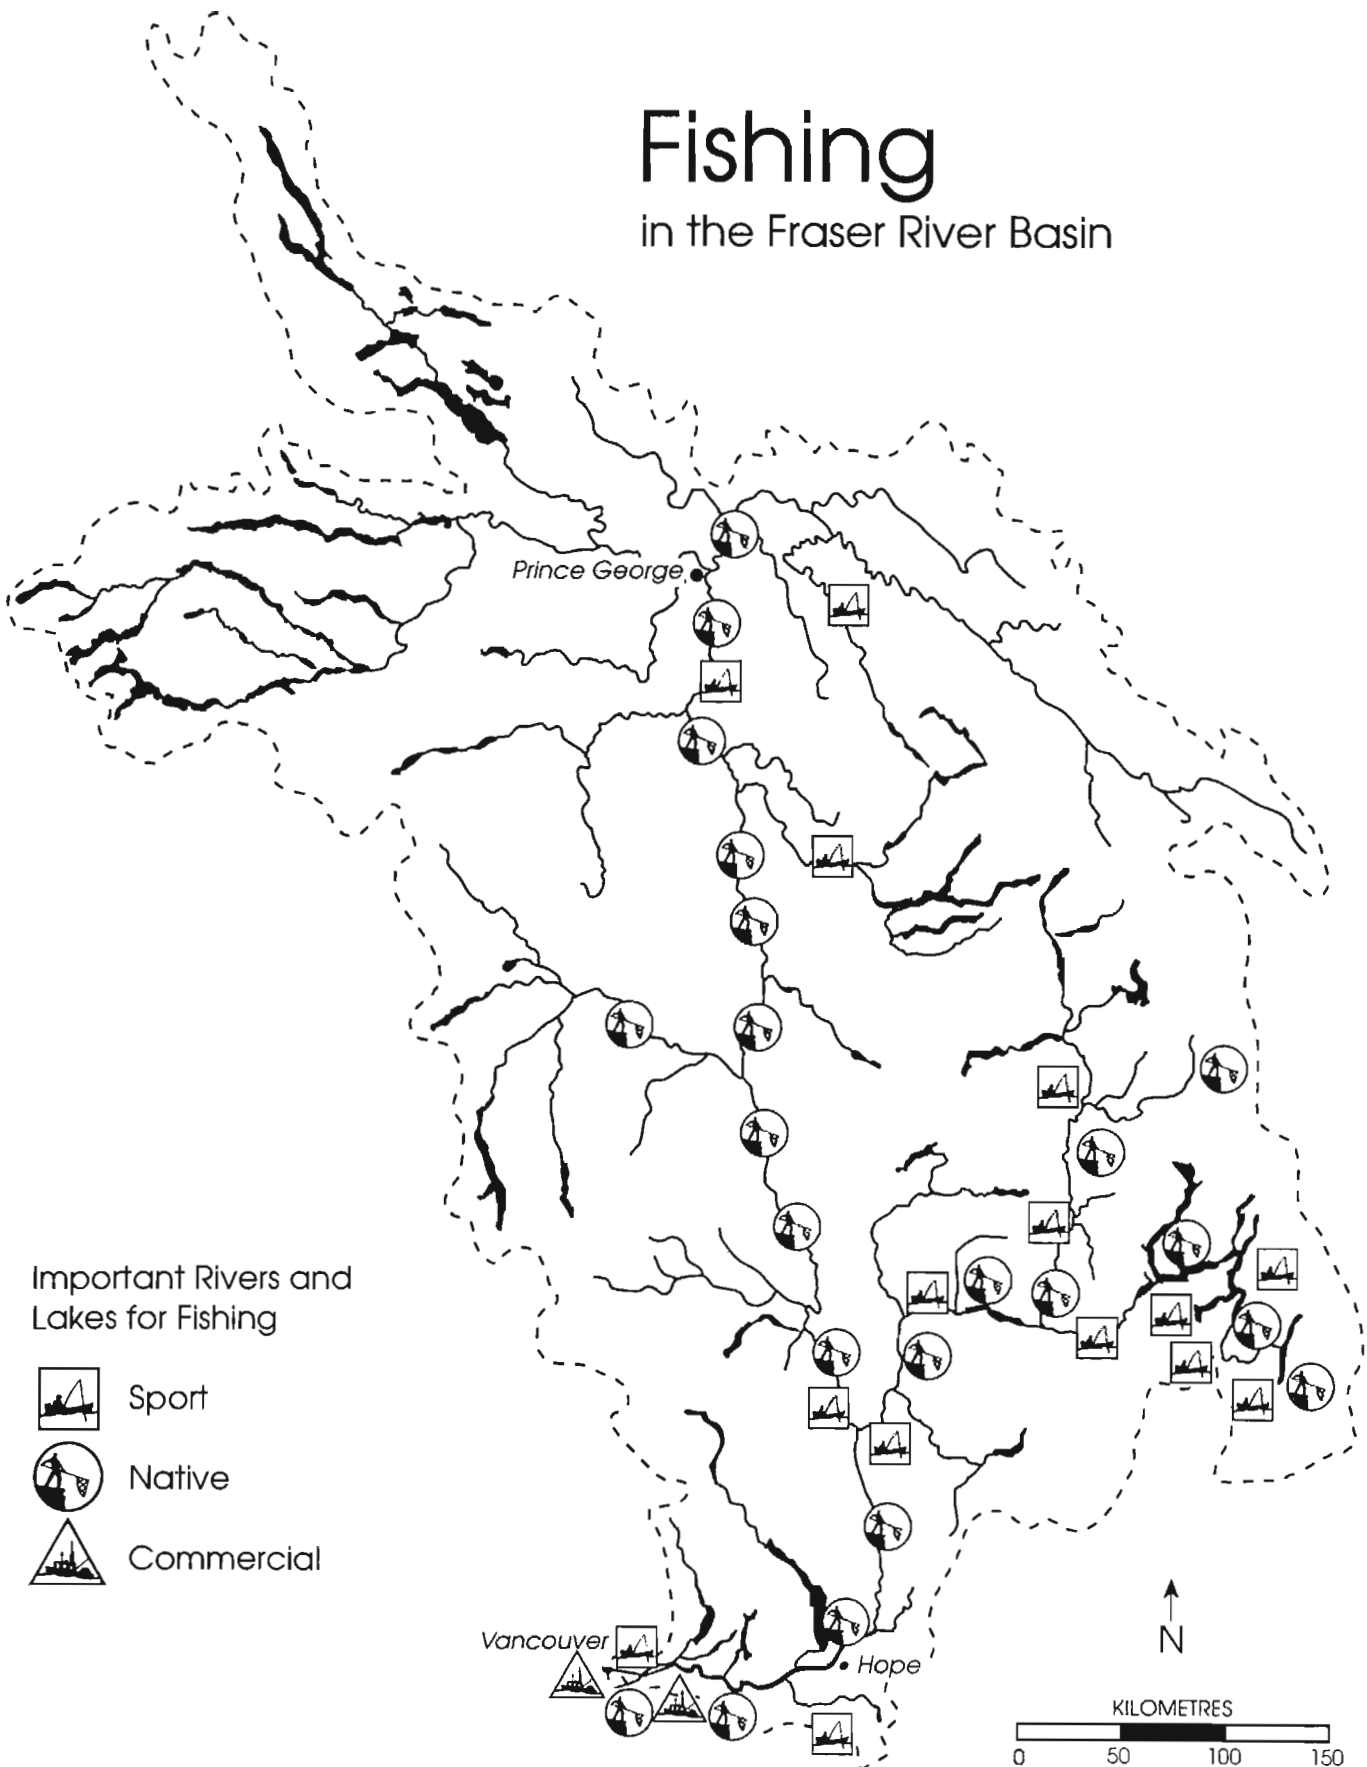 Fishing
in the Fraser River Basin
Prince George
Important Rivers and
Lakes for Fishing
Sport
Native
Commercial
Vancouver
Hope
N
KILOMETRES
0 50 100 150